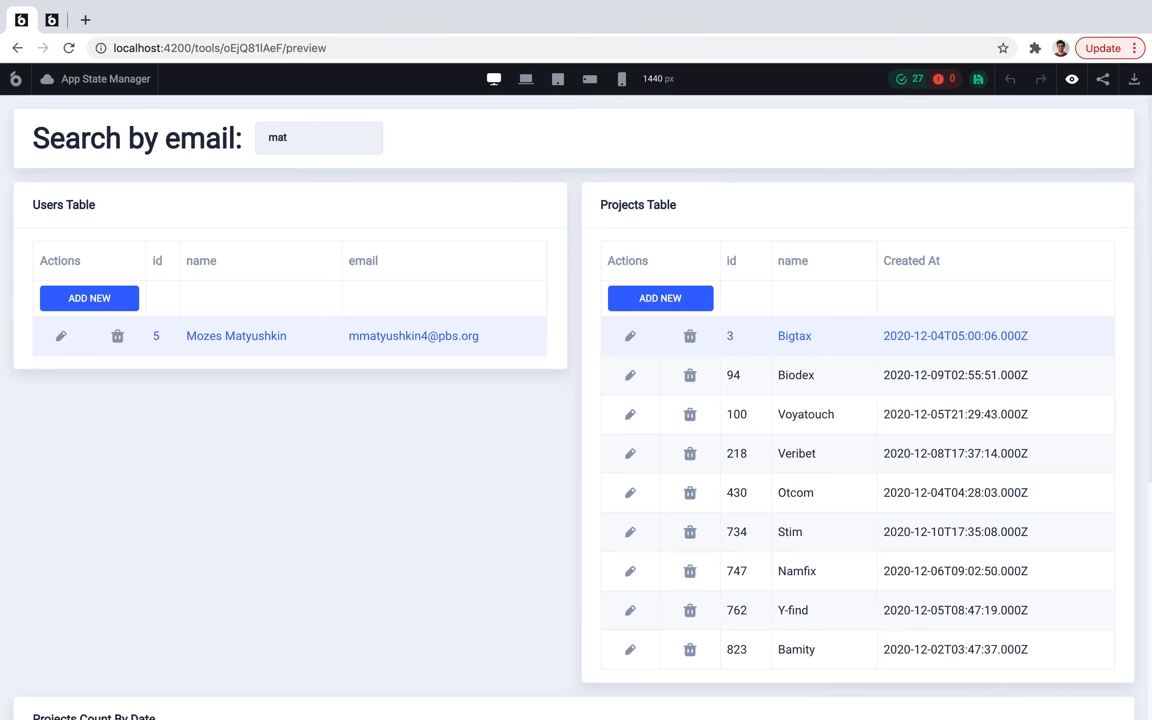 localhost:4200/tools/oEjQ81lAeF/preview
Update
App State Manager
1440 px
27
0
Search by email:
mat
Users Table
Actions id name email
ADD NEW
5 Mozes Matyushkin mmatyushkin4@pbs.org
Projects Table
Actions id name Created At
ADD NEW
3 Bigtax 2020-12-04T05:00:06.000Z
94 Biodex 2020-12-09T02:55:51.000Z
100 Voyatouch 2020-12-05T21:29:43.000Z
218 Veribet 2020-12-08T17:37:14.000Z
430 Otcom 2020-12-04T04:28:03.000Z
734 Stim 2020-12-10T17:35:08.000Z
747 Namfix 2020-12-06T09:02:50.000Z
762 Y-find 2020-12-05T08:47:19.000Z
823 Bamity 2020-12-02T03:47:37.000Z
Projects Count By Date